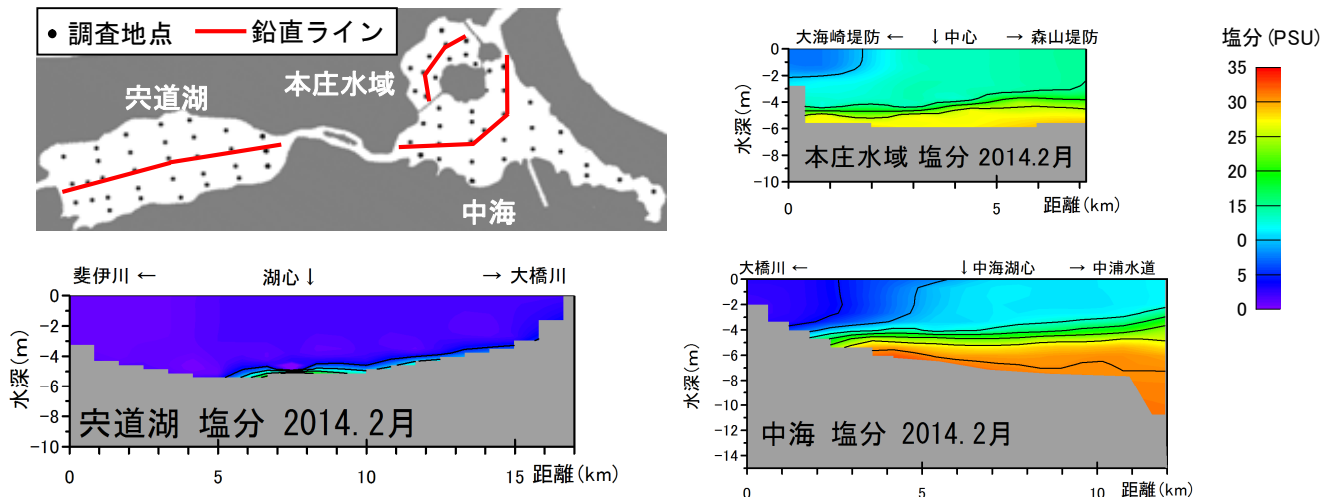 調査地点 鉛直ライン
宍道湖
本庄水域
中海
大海崎堤防 ← ↓中心 → 森山堤防
水深(m)
0
-2
-4
-6
-8
-10
本庄水域 塩分 2014.2月
0 5 距離(km)
塩分(PSU)
35
30
25
20
15
0
5
0
斐伊川 ← 湖心↓ → 大橋川
水深(m)
0
-2
-4
-6
-8
-10
宍道湖 塩分 2014.2月
0 5 10 15 距離(km)
大橋川 ← ↓中海湖心 → 中浦水道
水深(m)
0
-2
-4
-6
-8
-10
-12
-14
中海 塩分 2014.2月
0 5 10 距離(km)